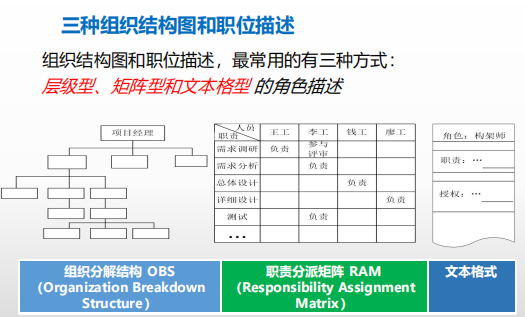 三种组织结构图和职位描述
组织结构图和职位描述，最常用的有三种方式：
层级型、矩阵型和文本格型 的角色描述
项目经理
人员 王工 李工 钱工 廖工
职责
需求调研 负责 参与评审
需求分析 负责
总体设计 负责
详细设计 负责
测试 负责
•••
角色：构架师
职责：…
授权：…
组织分解结构 OBS
（Organization Breakdown
Structure）
职责分派矩阵 RAM
（Responsibility Assignment
Matrix）
文本格式